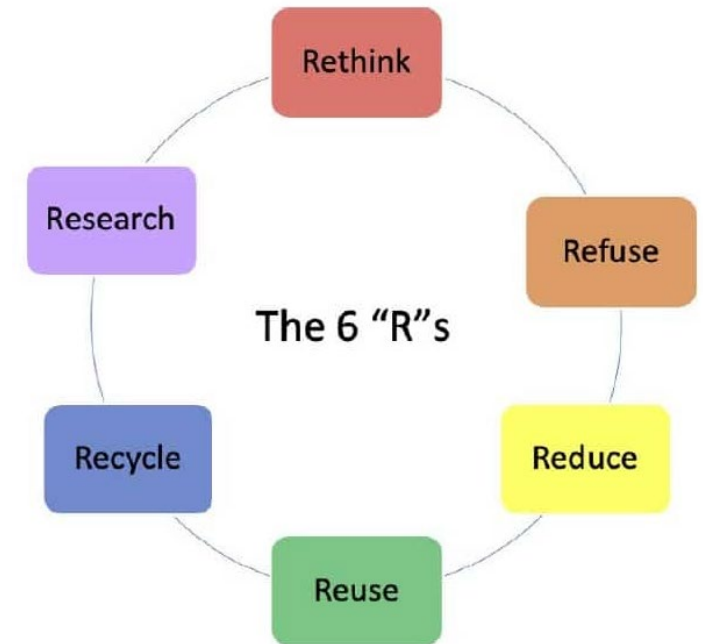 Rethink
Refuse
Reduce
Reuse
Recycle
Research
The 6 “R”s